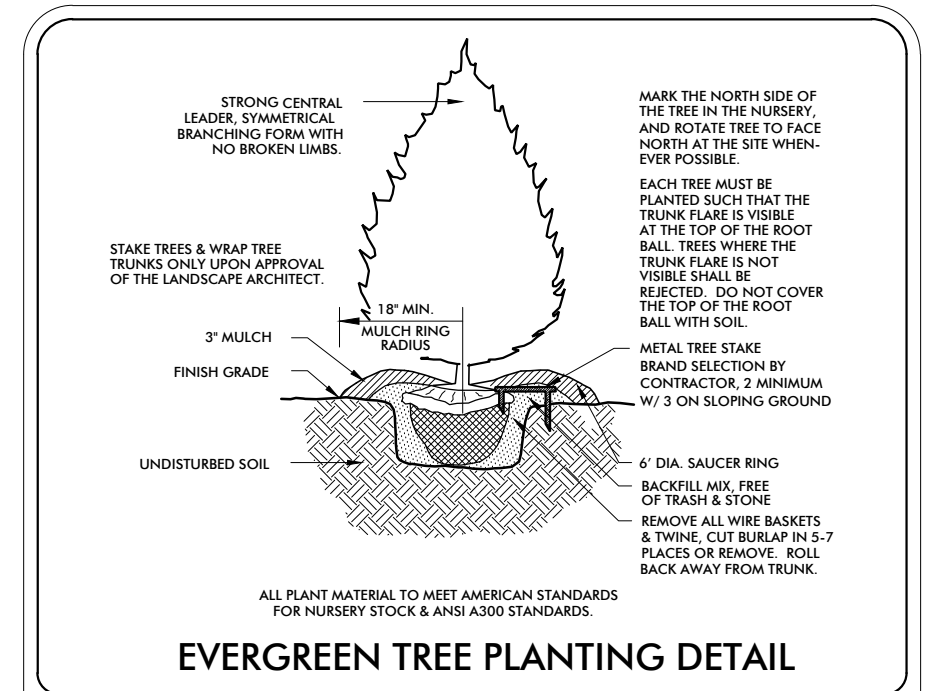 STRONG CENTRAL
LEADER, SYMMETRICAL
BRANCHING FORM WITH
NO BROKEN LIMBS.
STAKE TREES & WRAP TREE
TRUNKS ONLY UPON APPROVAL
OF THE LANDSCAPE ARCHITECT.
18" MIN.
MULCH RING
RADIUS
3" MULCH
FINISH GRADE
UNDISTURBED SOIL
MARK THE NORTH SIDE OF
THE TREE IN THE NURSERY,
AND ROTATE TREE TO FACE
NORTH AT THE SITE WHEN-
EVER POSSIBLE.
EACH TREE MUST BE
PLANTED SUCH THAT THE
TRUNK FLARE IS VISIBLE
AT THE TOP OF THE ROOT
BALL. TREES WHERE THE
TRUNK FLARE IS NOT
VISIBLE SHALL BE
REJECTED. DO NOT COVER
THE TOP OF THE ROOT
BALL WITH SOIL.
METAL TREE STAKE
BRAND SELECTION BY
CONTRACTOR, 2 MINIMUM
W/ 3 ON SLOPING GROUND
6' DIA. SAUCER RING
BACKFILL MIX, FREE
OF TRASH & STONE
REMOVE ALL WIRE BASKETS
& TWINE, CUT BURLAP IN 5-7
PLACES OR REMOVE. ROLL
BACK AWAY FROM TRUNK.
ALL PLANT MATERIAL TO MEET AMERICAN STANDARDS
FOR NURSERY STOCK & ANSI A300 STANDARDS.
EVERGREEN TREE PLANTING DETAIL